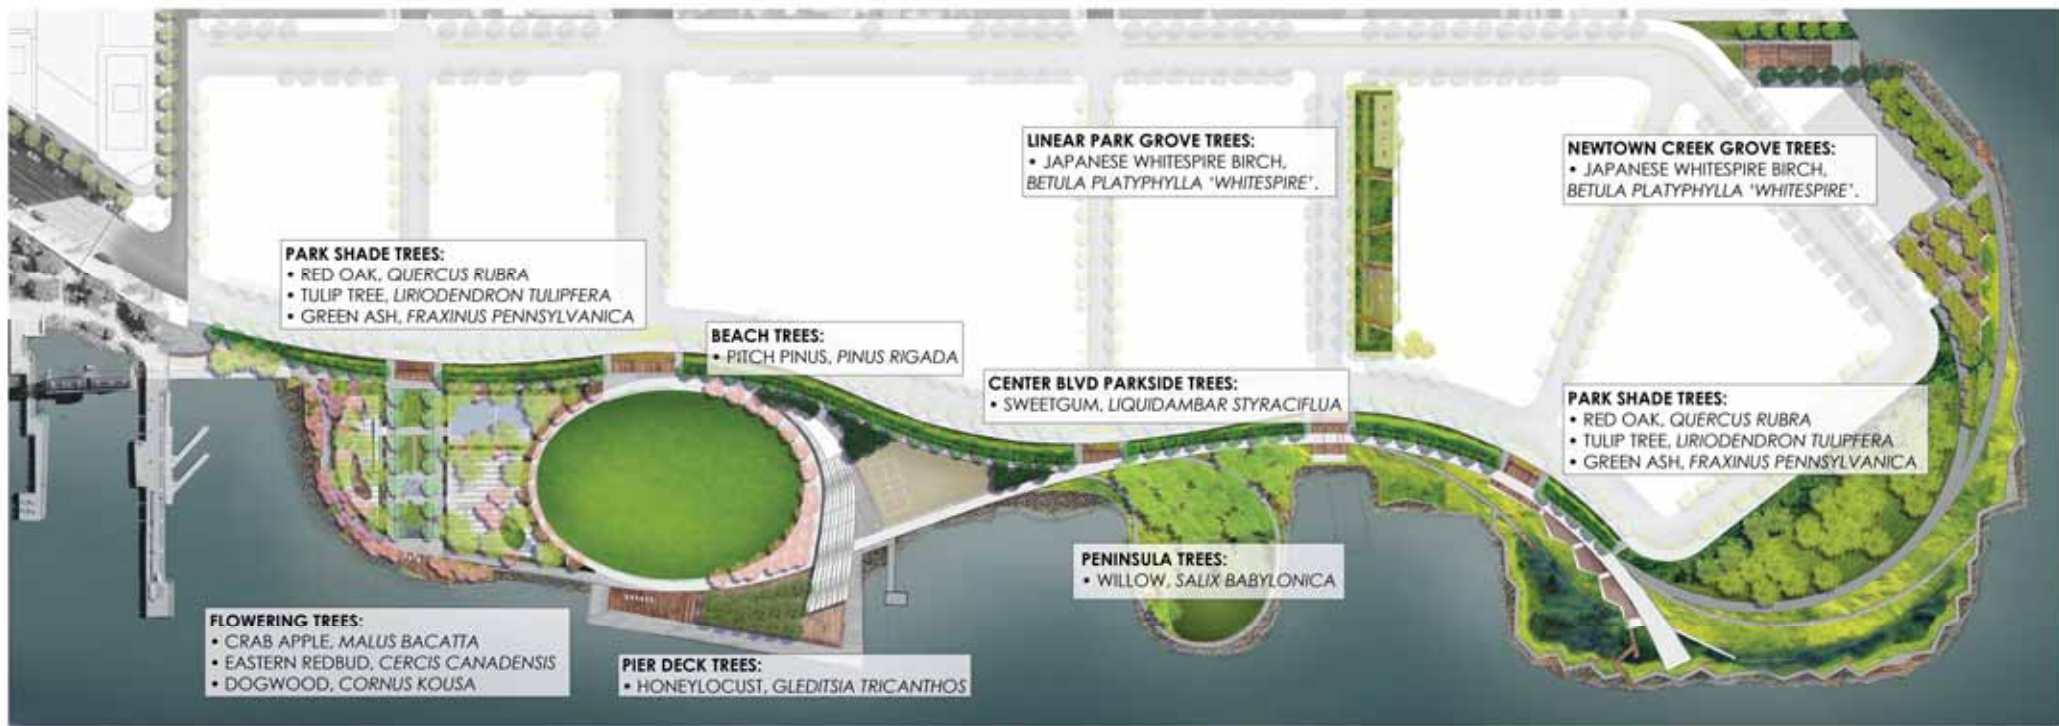 LINEAR PARK GROVE TREES:
• JAPANESE WHITESPIRE BIRCH,
BETULA PLATYPHYLLA ‘WHITESPIRE’.
NEWTOWN CREEK GROVE TREES:
• JAPANESE WHITESPIRE BIRCH,
BETULA PLATYPHYLLA ‘WHITESPIRE’.
PARK SHADE TREES:
• RED OAK, QUERCUS RUBRA
• TULIP TREE, LIRIODENDRON TULIPFERA
• GREEN ASH, FRAXINUS PENNSYLVANICA
BEACH TREES:
• PITCH PINUS, PINUS RIGADA
CENTER BLVD PARKSIDE TREES:
• SWEETGUM, LIQUIDAMBAR STYRACIFLUA
PARK SHADE TREES:
• RED OAK, QUERCUS RUBRA
• TULIP TREE, LIRIODENDRON TULIPFERA
• GREEN ASH, FRAXINUS PENNSYLVANICA
PENINSULA TREES:
• WILLOW, SALIX BABYLONICA
FLOWERING TREES:
• CRAB APPLE, MALUS BACATTA
• EASTERN REDBUD, CERCIS CANADENSIS
• DOGWOOD, CORNUS KOUSA
PIER DECK TREES:
• HONEYLOCUST, GLEDITSIA TRICANTHOS